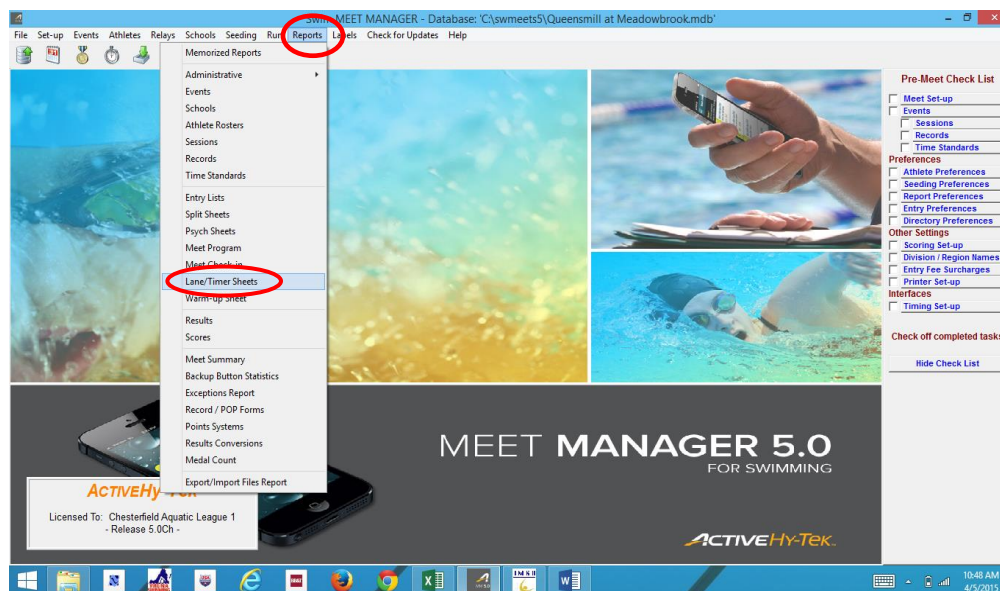 Swim MEET MANAGER - Database: 'C:\swmeets5\Queensmill at Meadowbrook.mdb'
File Set-up Events Athletes Relays Schools Seeding Run Reports Labels Check for Updates Help
Memorized Reports
Administrative
Events
Schools
Athlete Rosters
Sessions
Records
Time Standards
Entry Lists
Split Sheets
Psych Sheets
Meet Program
Meet Check-in
Lane/Timer Sheets
Warm-up Sheet
Results
Scores
Meet Summary
Backup Button Statistics
Exceptions Report
Record / POP Forms
Points Systems
Results Conversions
Medal Count
Export/Import Files Report
Pre-Meet Check List
Meet Set-up
Events
Sessions
Records
Time Standards
Preferences
Athlete Preferences
Seeding Preferences
Report Preferences
Entry Preferences
Directory Preferences
Other Settings
Scoring Set-up
Division / Region Names
Entry Fee Surcharges
Printer Set-up
Interfaces
Timing Set-up
Check off completed tasks
Hide Check List
MEET MANAGER 5.0
FOR SWIMMING
ACTIVEHy-Tek
Licensed To: Chesterfield Aquatic League 1
- Release 5.0Ch -
ACTIVEHY-TEK
10:48 AM
4/5/2015